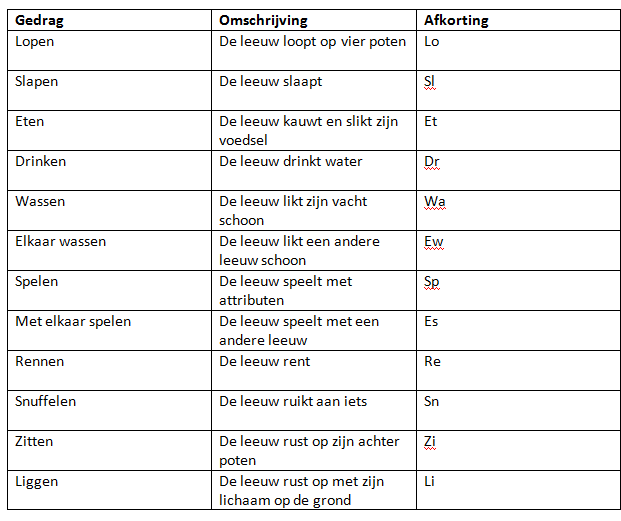 Gedrag Omschrijving Afkorting
Lopen De leeuw loopt op vier poten Lo
Slapen De leeuw slaapt Sl
Eten De leeuw kauwt en slikt zijn Et
voedsel
Drinken De leeuw drinkt water Dr
Wassen De leeuw likt zijn vacht Wa
schoon
Elkaar wassen De leeuw likt een andere Ew
leeuw schoon
Spelen De leeuw speelt met Sp
attributen
Met elkaar spelen De leeuw speelt met een Es
andere leeuw
Rennen De leeuw rent Re
Snuffelen De leeuw ruikt aan iets Sn
Zitten De leeuw rust op zijn achter Zi
poten
Liggen De leeuw rust op met zijn Li
lichaam op de grond